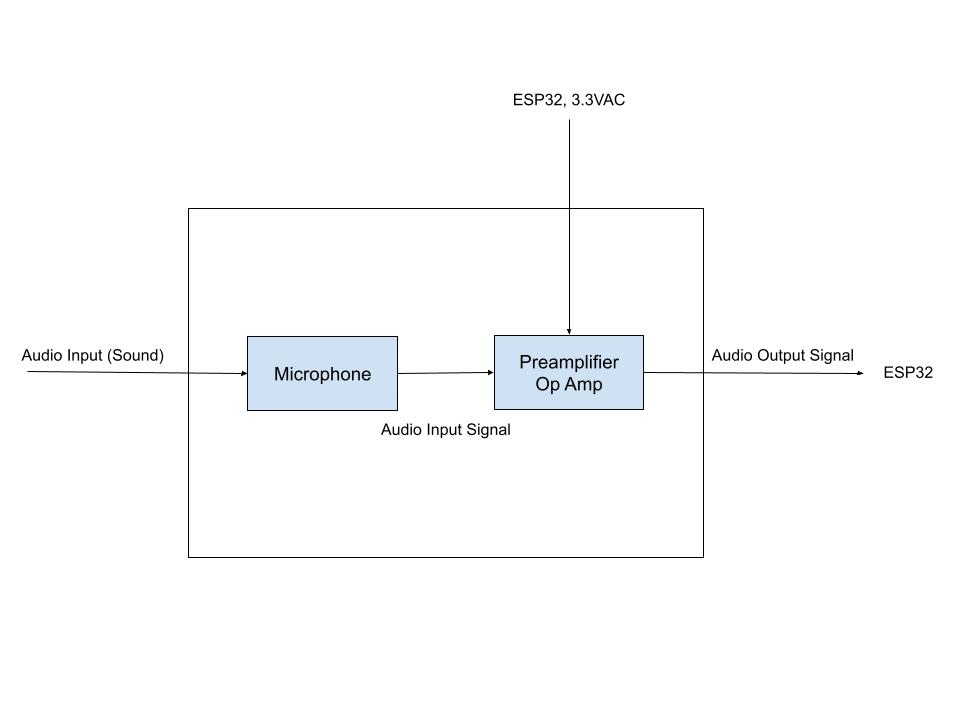 ESP32, 3.3VAC
Audio Input (Sound)
Microphone
Audio Input Signal
Preamplifier
Op Amp
Audio Output Signal
ESP32